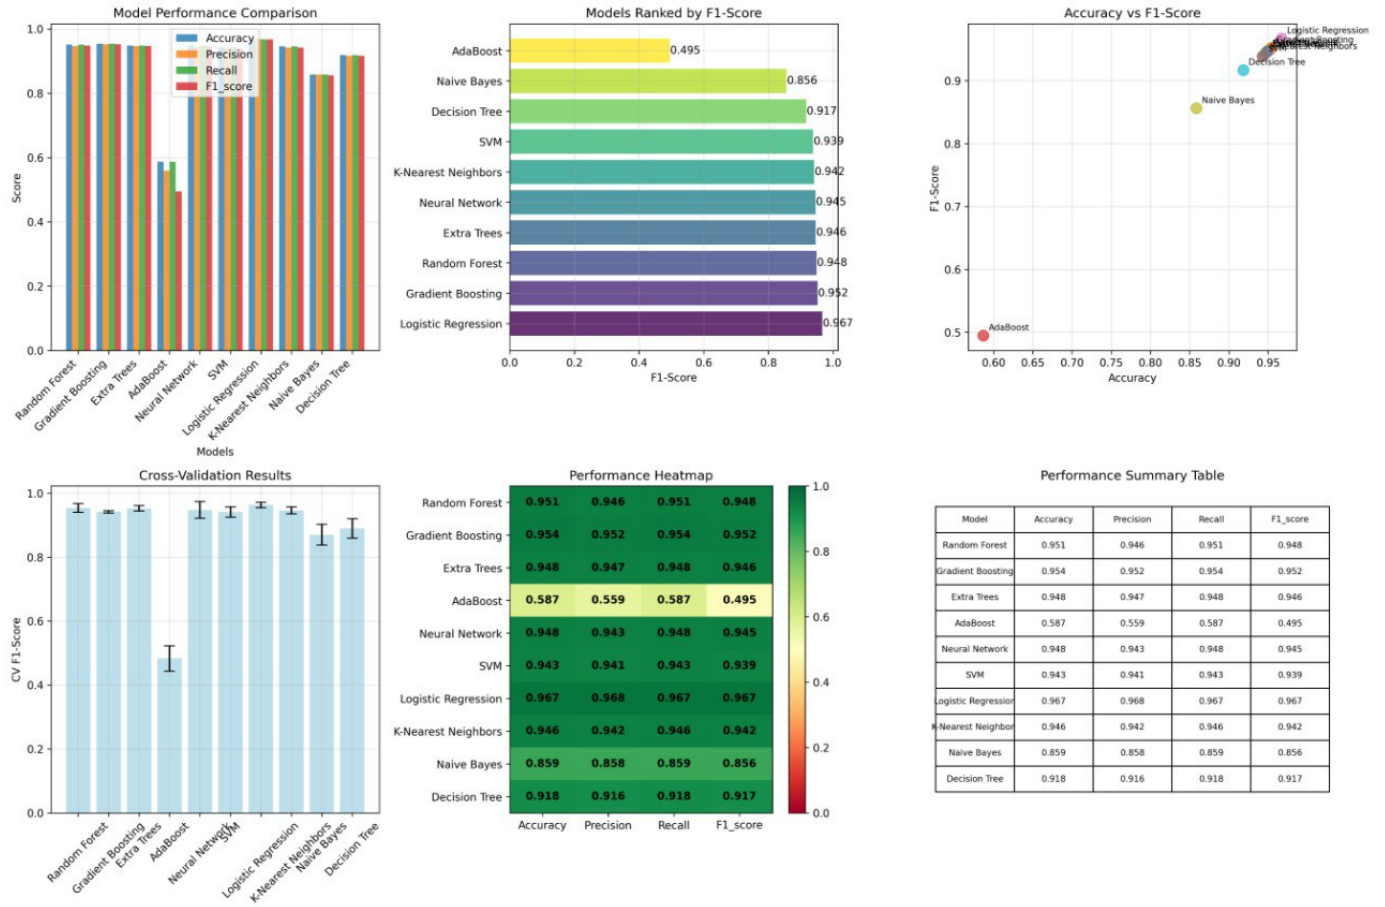 Model Performance Comparison
Score
1.0
0.8
0.6
0.4
0.2
0.0
Accuracy
Precision
Recall
F1_score
Random Forest
Gradient Boosting
Extra Trees
AdaBoost
Neural Network
SVM
Logistic Regression
K-Nearest Neighbors
Naive Bayes
Decision Tree
Models
Models Ranked by F1-Score
AdaBoost 0.495
Naive Bayes 0.856
Decision Tree 0.917
SVM 0.939
K-Nearest Neighbors 0.942
Neural Network 0.945
Extra Trees 0.946
Random Forest 0.948
Gradient Boosting 0.952
Logistic Regression 0.967
0.0 0.2 0.4 0.6 0.8 1.0
F1-Score
Accuracy vs F1-Score
F1-Score
0.9
0.8
0.7
0.6
0.5
Logistic Regression
Decision Tree
Naive Bayes
AdaBoost
0.60 0.65 0.70 0.75 0.80 0.85 0.90 0.95
Accuracy
Cross-Validation Results
CV F1-Score
1.0
0.8
0.6
0.4
0.2
0.0
Random Forest
Gradient Boosting
Extra Trees
AdaBoost
Neural Network
SVM
Logistic Regression
K-Nearest Neighbors
Naive Bayes
Decision Tree
Performance Heatmap
Random Forest 0.951 0.946 0.951 0.948
Gradient Boosting 0.954 0.952 0.954 0.952
Extra Trees 0.948 0.947 0.948 0.946
AdaBoost 0.587 0.559 0.587 0.495
Neural Network 0.948 0.943 0.948 0.945
SVM 0.943 0.941 0.943 0.939
Logistic Regression 0.967 0.968 0.967 0.967
K-Nearest Neighbors 0.946 0.942 0.946 0.942
Naive Bayes 0.859 0.858 0.859 0.856
Decision Tree 0.918 0.916 0.918 0.917
Accuracy Precision Recall F1_score
1.0
0.8
0.6
0.4
0.2
0.0
Performance Summary Table
Model Accuracy Precision Recall F1_score
Random Forest 0.951 0.946 0.951 0.948
Gradient Boosting 0.954 0.952 0.954 0.952
Extra Trees 0.948 0.947 0.948 0.946
AdaBoost 0.587 0.559 0.587 0.495
Neural Network 0.948 0.943 0.948 0.945
SVM 0.943 0.941 0.943 0.939
Logistic Regression 0.967 0.968 0.967 0.967
K-Nearest Neighbor 0.946 0.942 0.946 0.942
Naive Bayes 0.859 0.858 0.859 0.856
Decision Tree 0.918 0.916 0.918 0.917